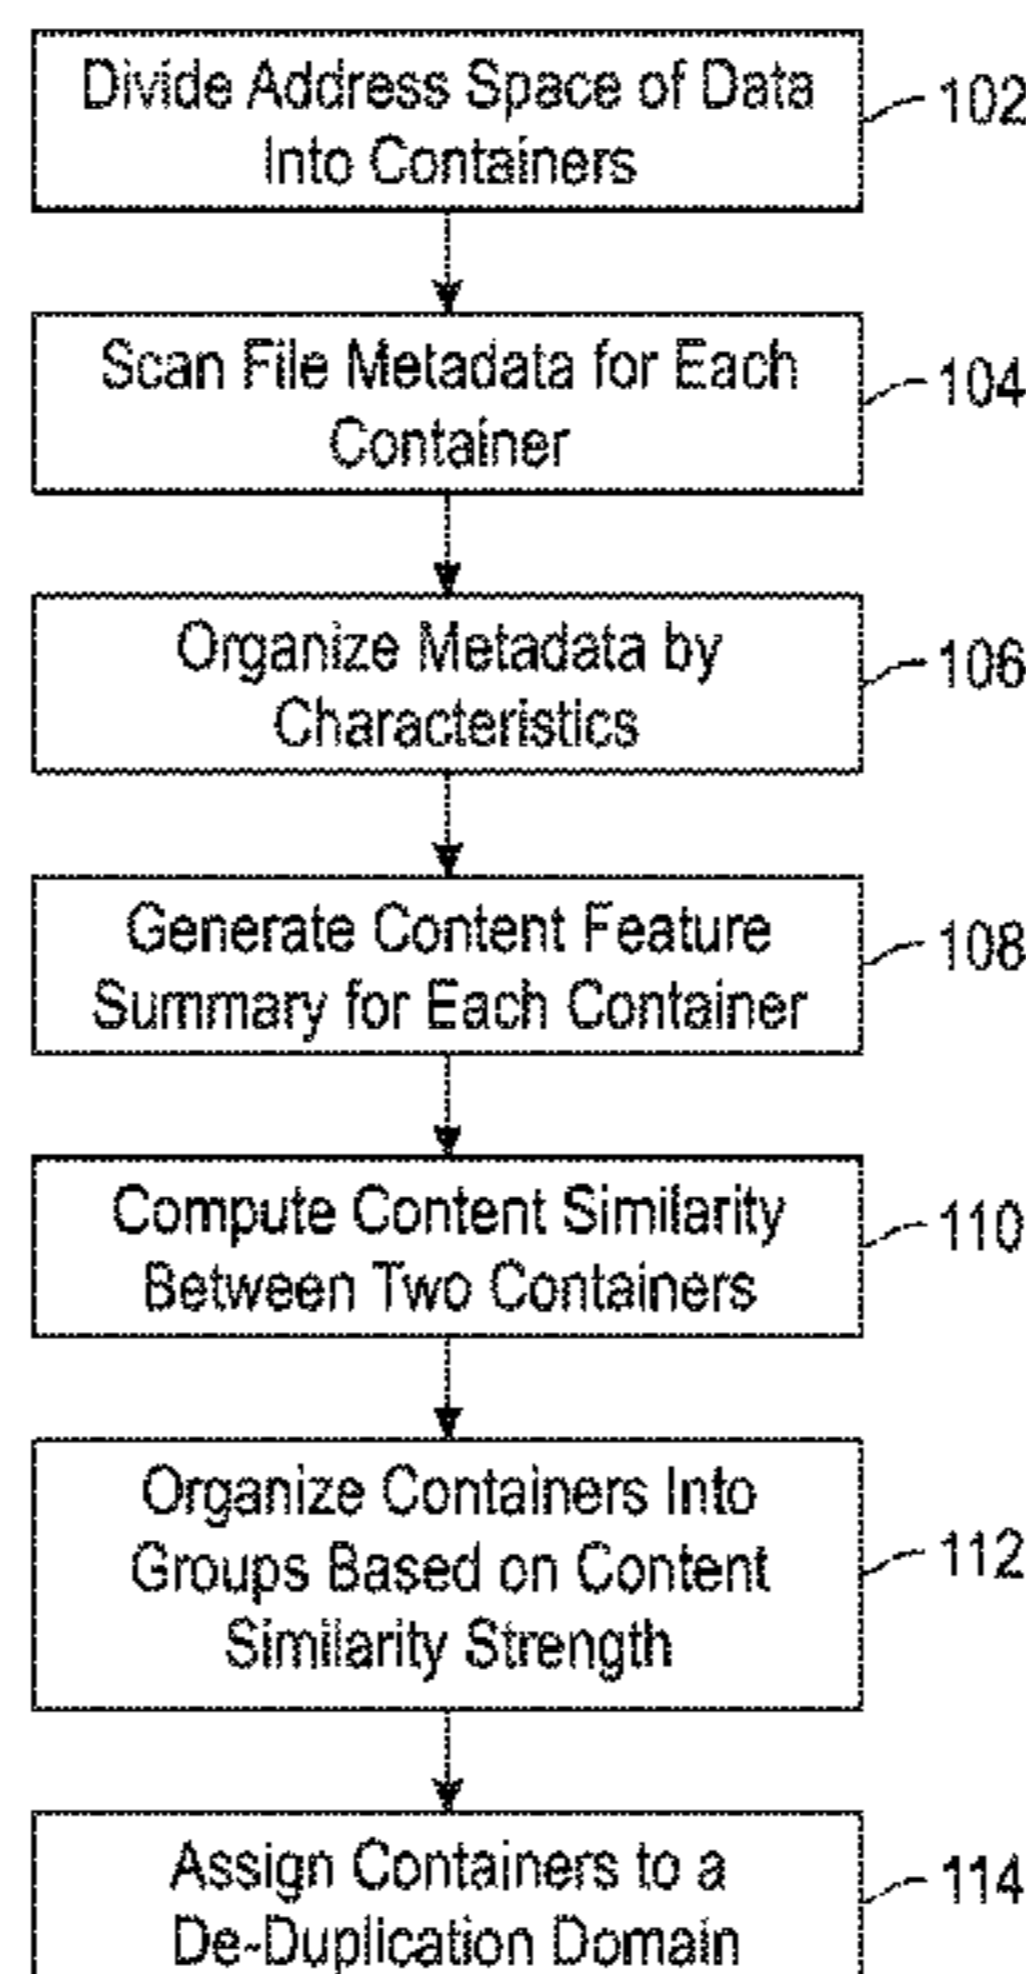 Divide Address Space of Data
Into Containers
102
Scan File Metadata for Each
Container
104
Organize Metadata by
Characteristics
106
Generate Content Feature
Summary for Each Container
108
Compute Content Similarity
Between Two Containers
110
Organize Containers Into
Groups Based on Content
Similarity Strength
112
Assign Containers to a
De-Duplication Domain
114